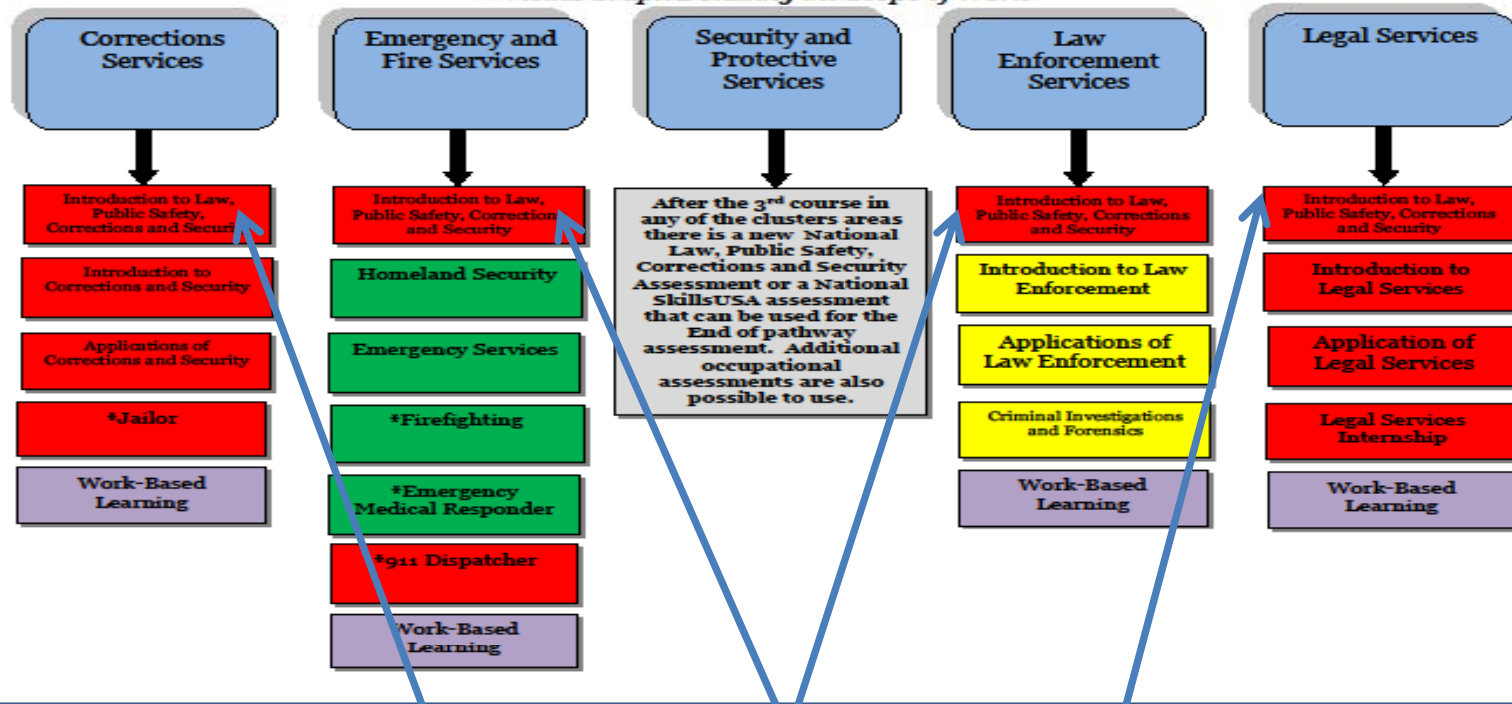 Corrections
Services
Introduction to Law,
Public Safety,
Corrections and Security
Introduction to
Corrections and Security
Applications of
Corrections and Security
*Jailor
Work-Based
Learning
Emergency and
Fire Services
Introduction to Law,
Public Safety, Corrections
and Security
Homeland Security
Emergency Services
*Firefighting
*Emergency
Medical Responder
*911 Dispatcher
Work-Based
Learning
Security and
Protective
Services
After the 3rd course in
any of the clusters areas
there is a new National
Law, Public Safety,
Corrections and Security
Assessment or a National
SkillsUSA assessment
that can be used for the
End of pathway
assessment. Additional
occupational
assessments are also
possible to use.
Law
Enforcement
Services
Introduction to Law,
Public Safety, Corrections
and Security
Introduction to Law
Enforcement
Applications of
Law Enforcement
Criminal Investigations
and Forensics
Work-Based
Learning
Legal Services
Introduction to Law,
Public Safety, Corrections
and Security
Introduction to
Legal Services
Application of
Legal Services
Legal Services
Internship
Work-Based
Learning